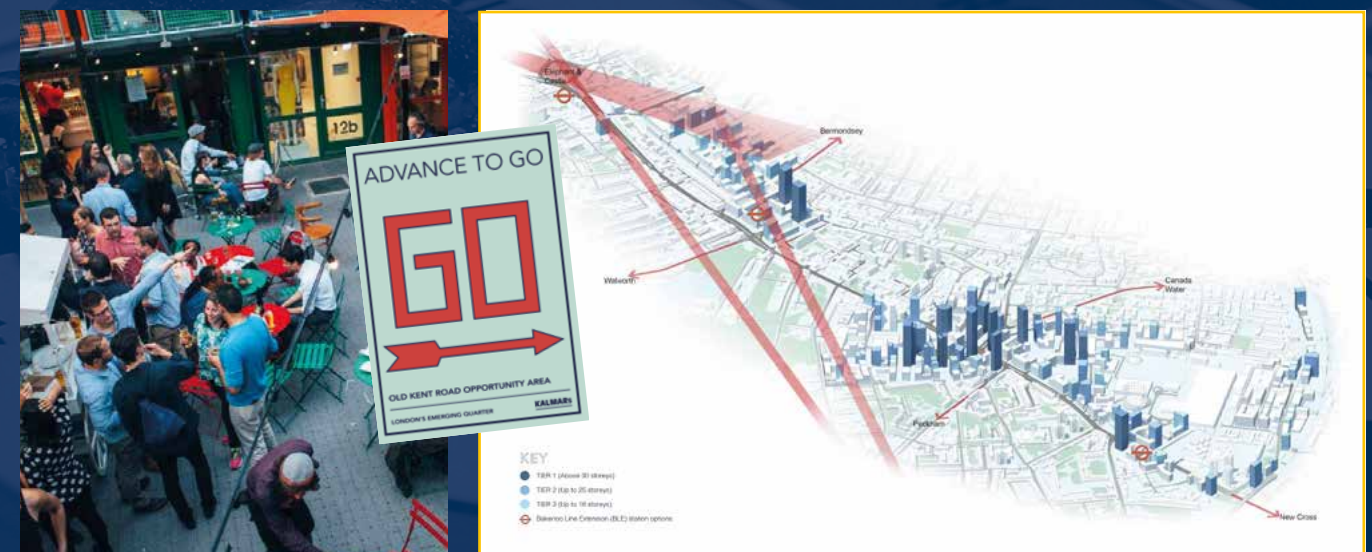 12b
ADVANCE TO GO
GO
OLD KENT ROAD OPPORTUNITY AREA
LONDON'S EMERGING QUARTER
KALMARs
Elephant &
Castle
Bermondsey
Walworth
Canada
Water
Peckham
New Cross
KEY
TIER 1 (Above 30 storeys)
TIER 2 (Up to 25 storeys)
TIER 3 (Up to 16 storeys)
Bakerloo Line Extension (BLE) station options